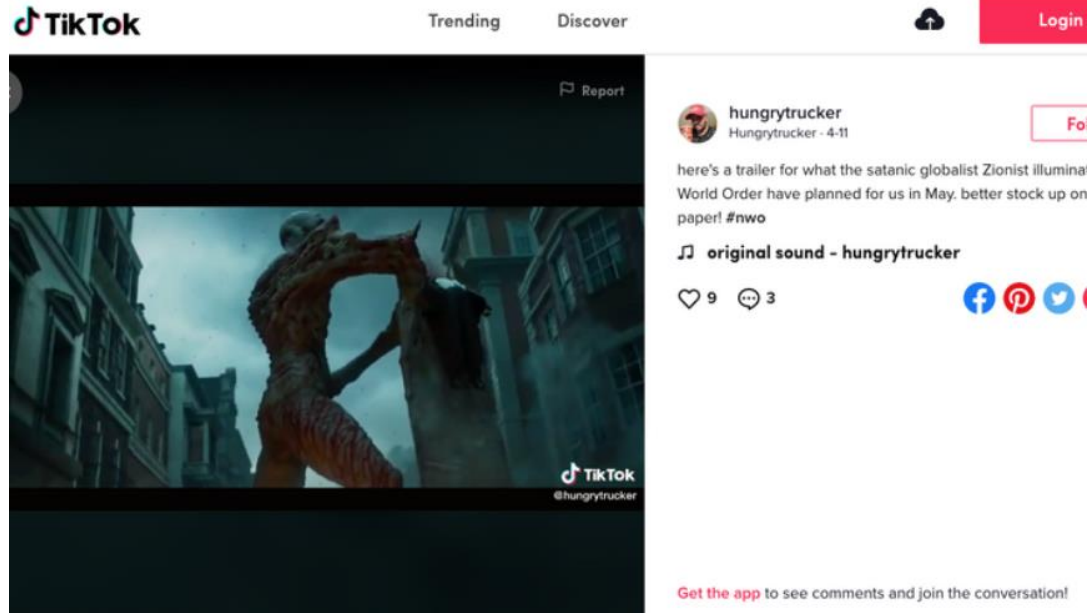 TikTok
Trending
Discover
Login
Report
hungrytrucker
Hungrytrucker · 4-11
Fol
here's a trailer for what the satanic globalist Zionist illuminat
World Order have planned for us in May. better stock up on
paper! #nwo
original sound - hungrytrucker
9
3
TikTok
@hungrytrucker
Get the app to see comments and join the conversation!